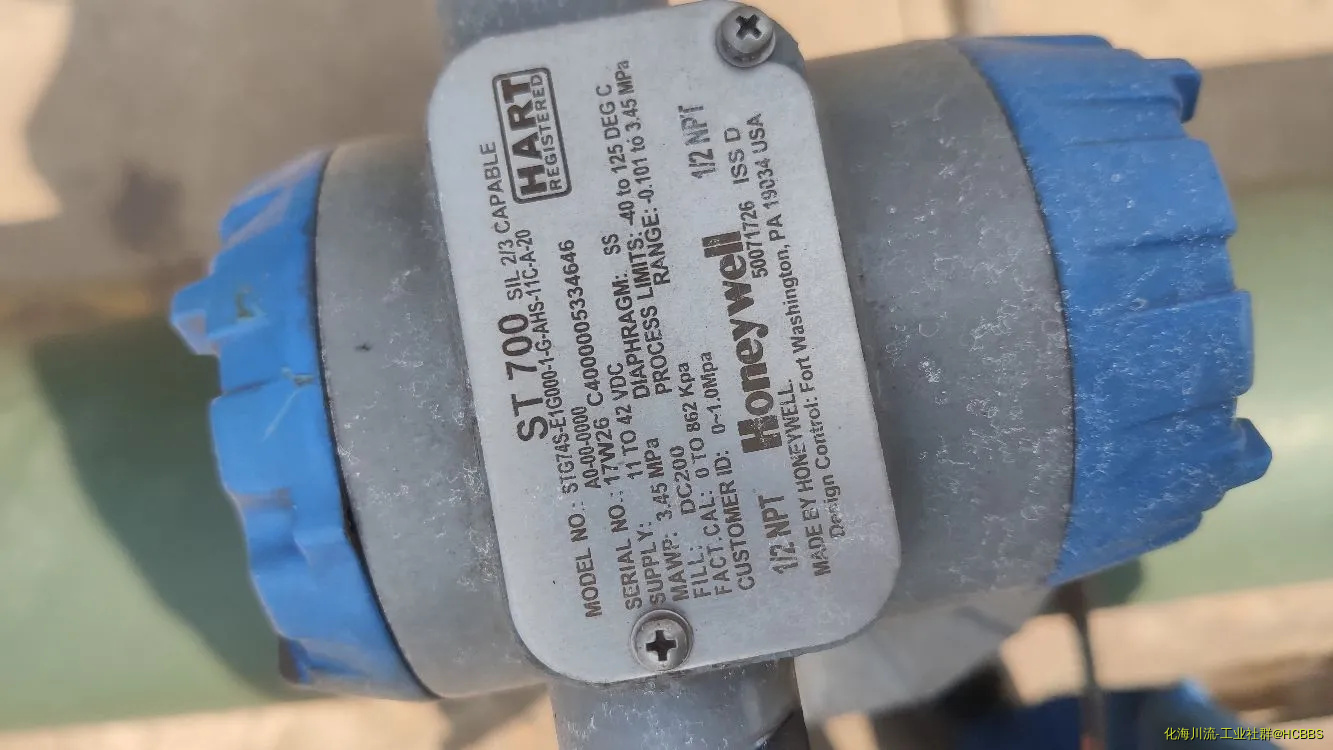 ST 700 SIL 2/3 CAPABLE
HART
REGISTERED
MODEL NO.: STG74S-E1G000-1-G-AHS-11C-A-20
A0-00-0000
SERIAL NO.: 17W26 C4000005334646
SUPPLY: 11 TO 42 VDC DIAPHRAGM: SS
MAWP: 3.45 MPa PROCESS LIMITS: -40 to 125 DEG C
FILL: DC200 RANGE: -0.101 to 3.45 MPa
FACT.CAL.: 0 TO 862 Kpa
CUSTOMER ID: 0~1.0Mpa
1/2 NPT Honeywell 1/2 NPT
50071726 ISS D
MADE BY HONEYWELL.
Design Control: Fort Washington, PA 19034 USA
化海川流-工业社群@HCBBS